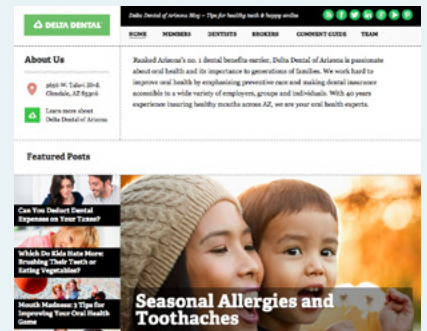 DELTA DENTAL
Delta Dental of Arizona Blog – Tips for healthy teeth & happy smiles
HOME MEMBERS DENTISTS BROKERS COMMENT GUIDE TEAM
About Us
5656 W. Talavi Blvd.
Glendale, AZ 85306
Learn more about
Delta Dental of Arizona
Ranked Arizona's no. 1 dental benefits carrier, Delta Dental of Arizona is passionate
about oral health and its importance to generations of families. We work hard to
improve oral health by emphasizing preventive care and making dental insurance
accessible to a wide variety of employers, groups and individuals. With 40 years
experience insuring healthy mouths across AZ, we are your oral health experts.
Featured Posts
Can You Deduct Dental
Expenses on Your Taxes?
Which Do Kids Hate More:
Brushing Their Teeth or
Eating Vegetables?
Mouth Madness: 3 Tips for
Improving Your Oral Health
Game
Seasonal Allergies and
Toothaches